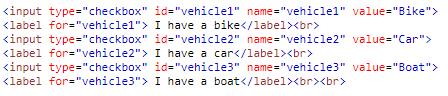 <input type="checkbox" id="vehicle1" name="vehicle1" value="Bike">
<label for="vehicle1"> I have a bike</label><br>
<input type="checkbox" id="vehicle2" name="vehicle2" value="Car">
<label for="vehicle2"> I have a car</label><br>
<input type="checkbox" id="vehicle3" name="vehicle3" value="Boat">
<label for="vehicle3"> I have a boat</label><br><br>